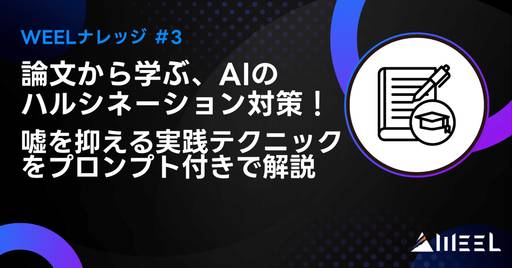 WEELナレッジ #3
論文から学ぶ、AIの
ハルシネーション対策！
嘘を抑える実践テクニック
をプロンプト付きで解説
WEEL